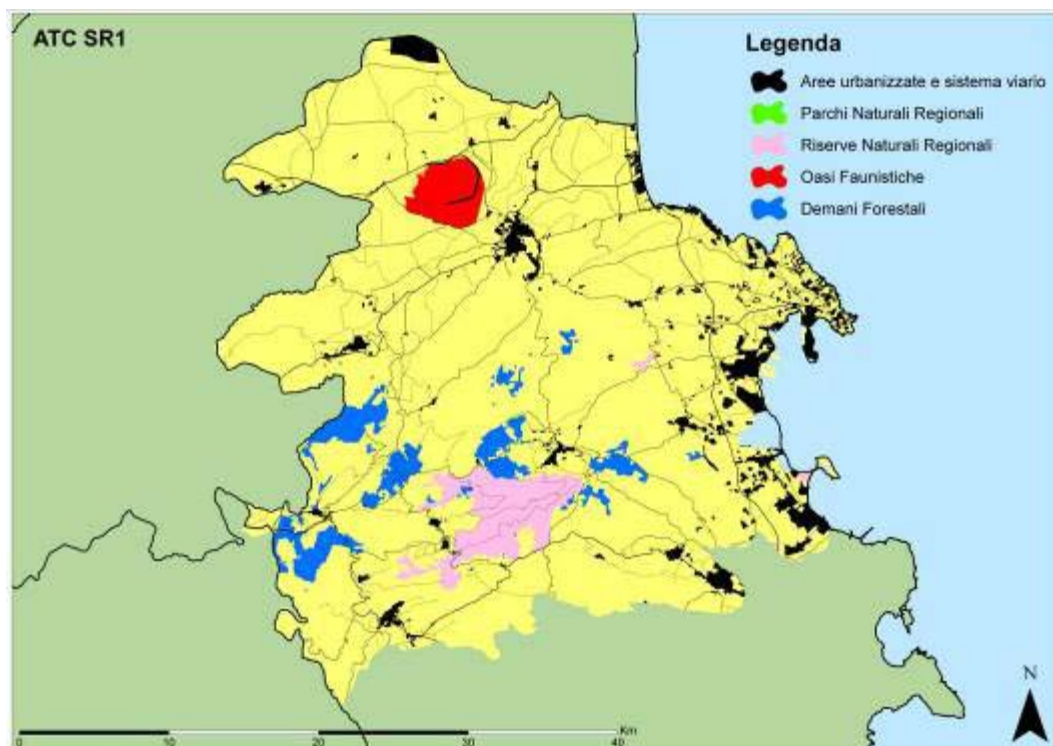 ATC SR1
Legenda
Aree urbanizzate e sistema viario
Parchi Naturali Regionali
Riserve Naturali Regionali
Oasi Faunistiche
Demani Forestali
N
Km
0 10 20 30 40